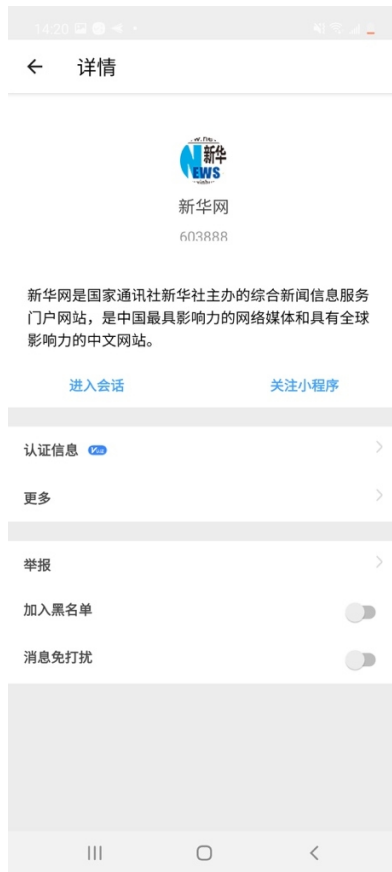 14:20
详情
新华
NEWS
新华网
603888
新华网是国家通讯社新华社主办的综合新闻信息服务
门户网站，是中国最具影响力的网络媒体和具有全球
影响力的中文网站。
进入会话 关注小程序
认证信息
更多
举报
加入黑名单
消息免打扰